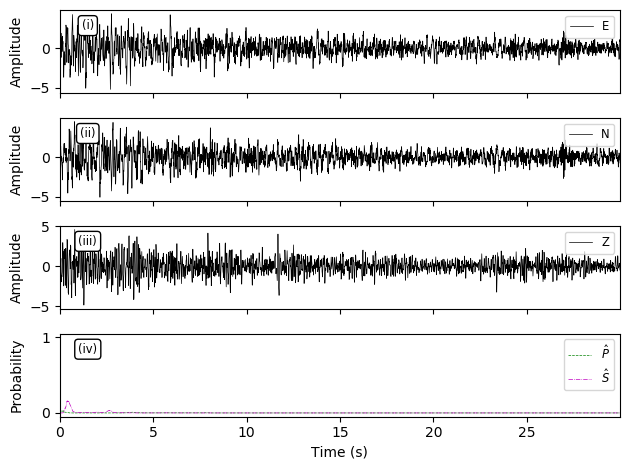 (i)
E
Amplitude
0
−5
(ii)
N
Amplitude
0
−5
(iii)
Z
Amplitude
5
0
−5
(iv)
P̂
Ŝ
Probability
1
0
0 5 10 15 20 25
Time (s)